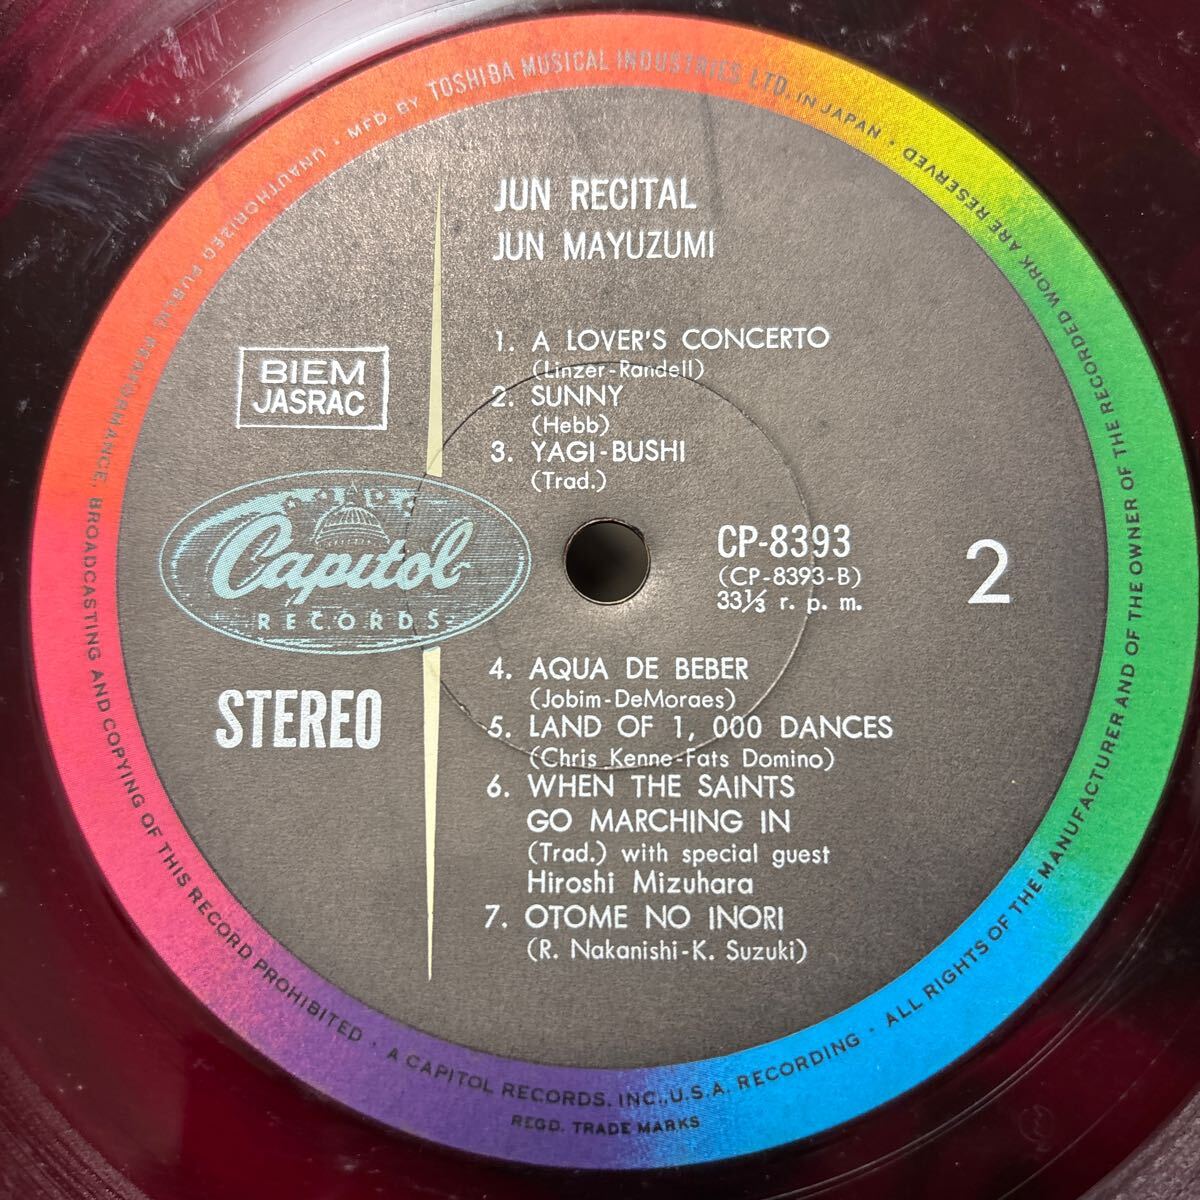 JUN RECITAL
JUN MAYUZUMI
1. A LOVER'S CONCERTO
(Linzer-Randell)
2. SUNNY
(Hebb)
3. YAGI-BUSHI
(Trad.)
BIEM
JASRAC
Capitol
RECORDS
STEREO
CP-8393
(CP-8393-B)
33⅓ r. p. m.
2
4. AQUA DE BEBER
(Jobim-DeMoraes)
5. LAND OF 1, 000 DANCES
(Chris Kenne-Fats Domino)
6. WHEN THE SAINTS
GO MARCHING IN
(Trad.) with special guest
Hiroshi Mizuhara
7. OTOME NO INORI
(R. Nakanishi-K. Suzuki)
MFD. BY TOSHIBA MUSICAL INDUSTRIES LTD. IN JAPAN •
UNAUTHORIZED PUBLIC PERFORMANCE, BROADCASTING AND COPYING OF THIS RECORD PROHIBITED •
A CAPITOL RECORDS, INC., U.S.A. RECORDING •
ALL RIGHTS OF THE MANUFACTURER AND OF THE OWNER OF THE RECORDED WORK ARE RESERVED •
REGD. TRADE MARKS